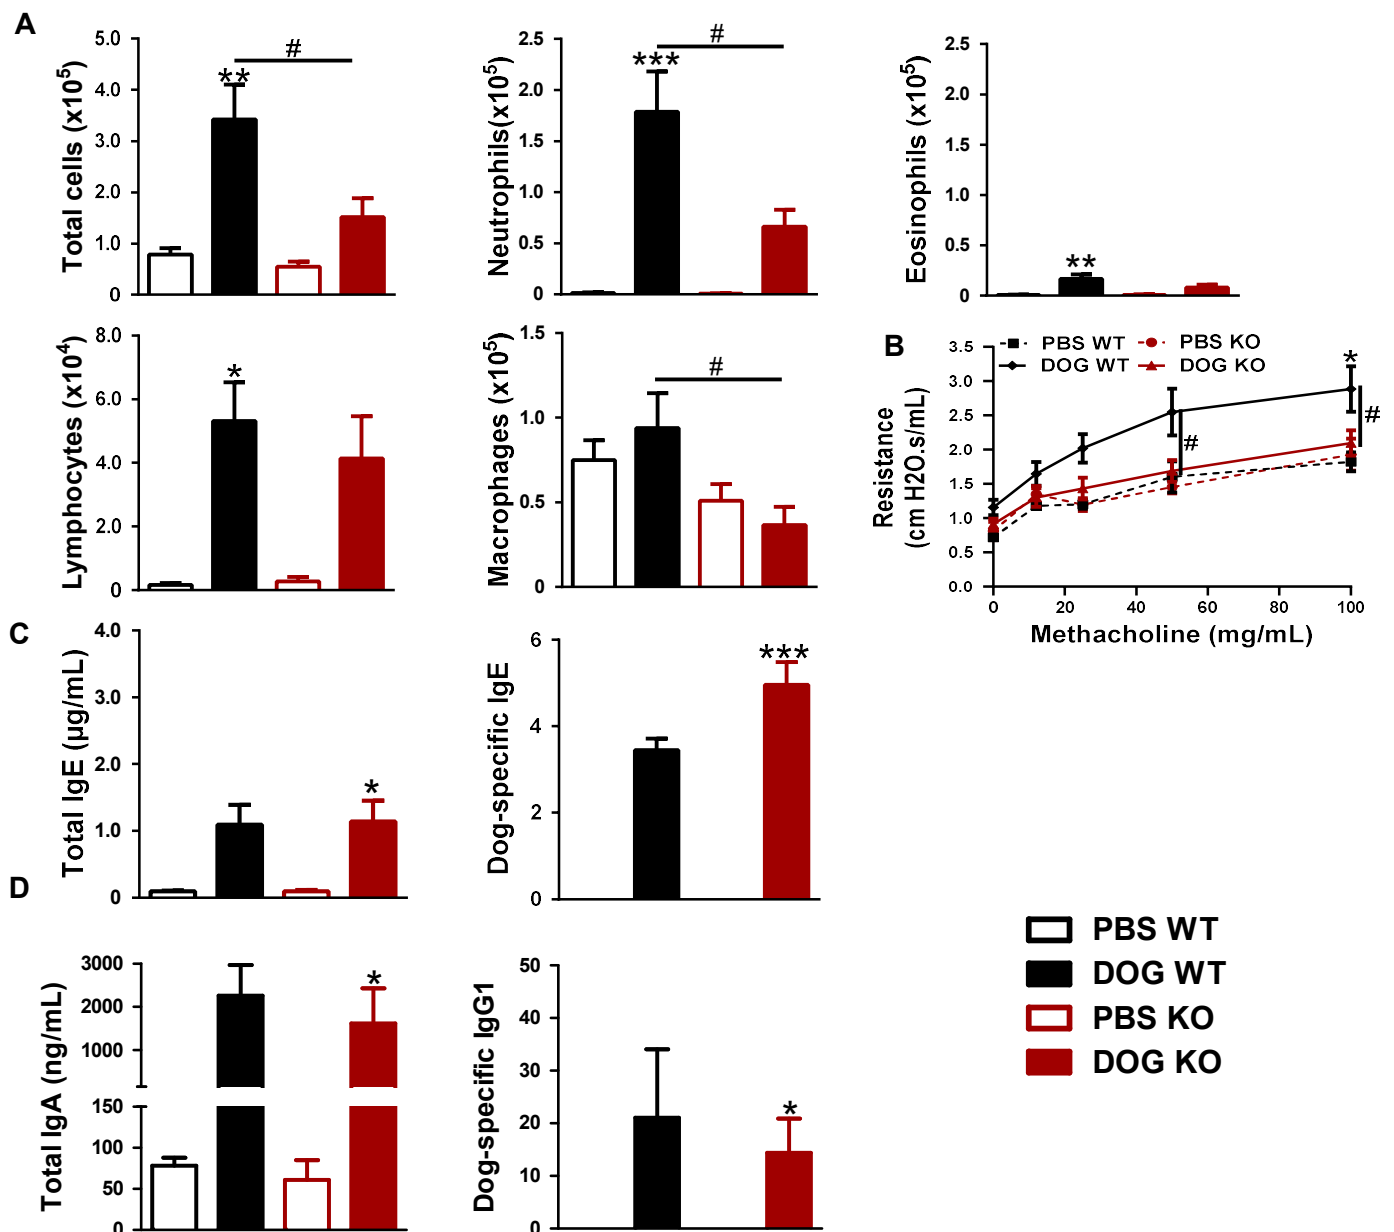 A
Total cells (x10⁵)
5.0
4.0
3.0
2.0
1.0
0
**
#
Neutrophils(x10⁵)
2.5
2.0
1.5
1.0
0.5
0
***
#
Eosinophils (x10⁵)
2.5
2.0
1.5
1.0
0.5
0
**
Lymphocytes (x10⁴)
8.0
6.0
4.0
2.0
0
*
Macrophages (x10⁵)
1.5
1.0
0.5
0
#
B
PBS WT
PBS KO
DOG WT
DOG KO
Resistance
(cm H2O.s/mL)
3.5
3.0
2.5
2.0
1.5
1.0
0.5
0.0
*
#
#
0 20 40 60 80 100
Methacholine (mg/mL)
C
Total IgE (µg/mL)
4.0
3.0
2.0
1.0
0
*
Dog-specific IgE
6
4
2
0
***
D
Total IgA (ng/mL)
3000
2000
1000
150
100
50
0
*
Dog-specific IgG1
50
40
30
20
10
0
*
PBS WT
DOG WT
PBS KO
DOG KO